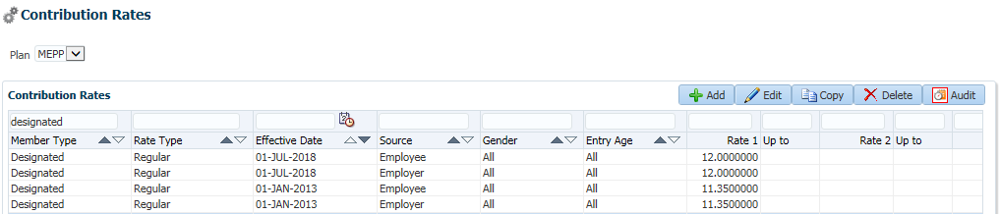 Contribution Rates
Plan MEPP
Contribution Rates Add Edit Copy Delete Audit
designated
Member Type Rate Type Effective Date Source Gender Entry Age Rate 1 Up to Rate 2 Up to
Designated Regular 01-JUL-2018 Employee All All 12.0000000
Designated Regular 01-JUL-2018 Employer All All 12.0000000
Designated Regular 01-JAN-2013 Employee All All 11.3500000
Designated Regular 01-JAN-2013 Employer All All 11.3500000